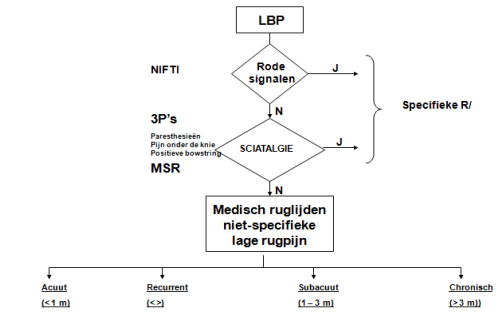 LBP
NIFTI
Rode
signalen
J
N
Specifieke R/
3P's
Paresthesieën
Pijn onder de knie
Positieve bowstring
MSR
SCIATALGIE
J
N
Medisch ruglijden
niet-specifieke
lage rugpijn
Acuut
(<1 m)
Recurrent
(<>)
Subacuut
(1–3 m)
Chronisch
(>3 m))